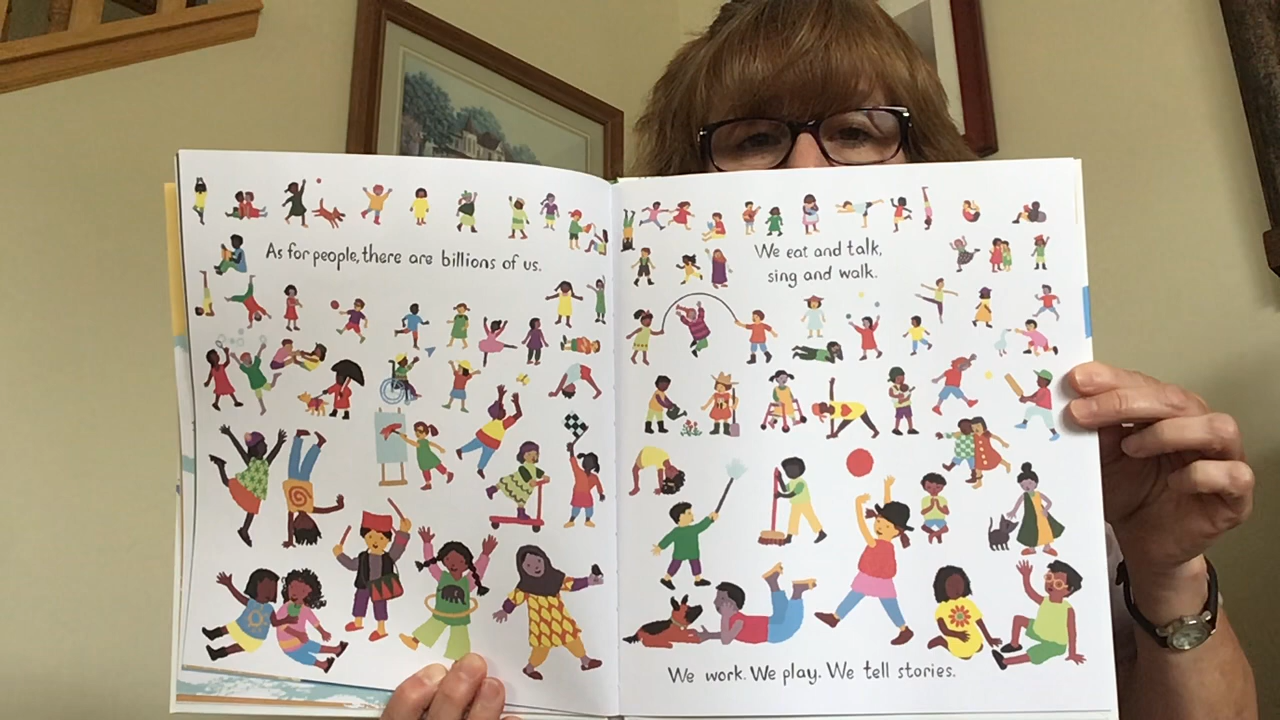 As for people, there are billions of us.
We eat and talk,
sing and walk.
We work. We play. We tell stories.